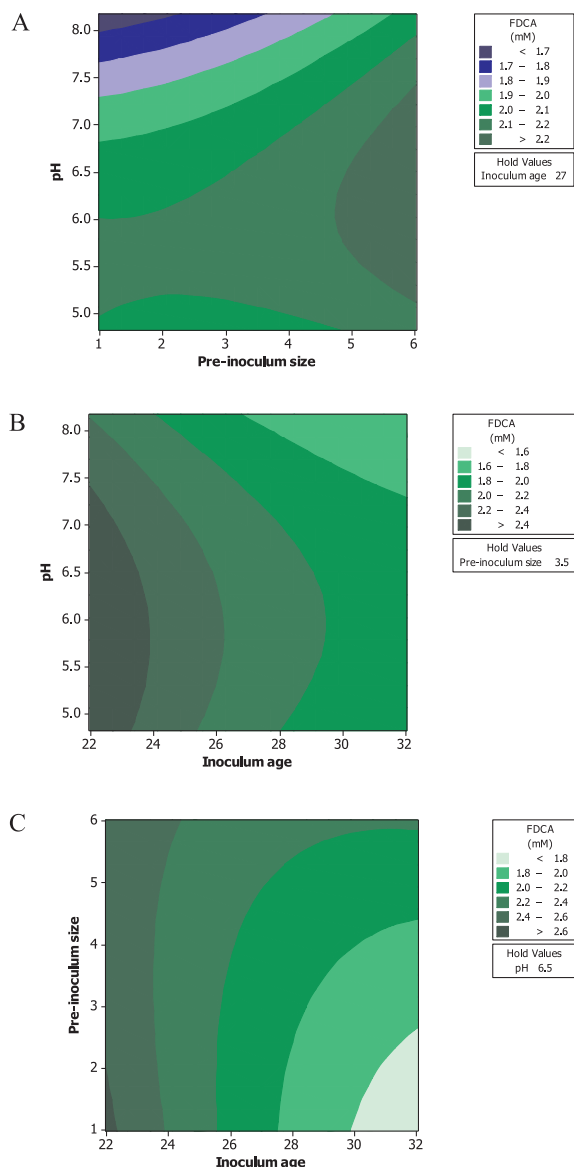 A
8.0
7.5
7.0
6.5
6.0
5.5
5.0
pH
1 2 3 4 5 6
Pre-inoculum size
FDCA
(mM)
< 1.7
1.7 – 1.8
1.8 – 1.9
1.9 – 2.0
2.0 – 2.1
2.1 – 2.2
> 2.2
Hold Values
Inoculum age 27
B
8.0
7.5
7.0
6.5
6.0
5.5
5.0
pH
22 24 26 28 30 32
Inoculum age
FDCA
(mM)
< 1.6
1.6 – 1.8
1.8 – 2.0
2.0 – 2.2
2.2 – 2.4
> 2.4
Hold Values
Pre-inoculum size 3.5
C
6
5
4
3
2
1
Pre-inoculum size
22 24 26 28 30 32
Inoculum age
FDCA
(mM)
< 1.8
1.8 – 2.0
2.0 – 2.2
2.2 – 2.4
2.4 – 2.6
> 2.6
Hold Values
pH 6.5